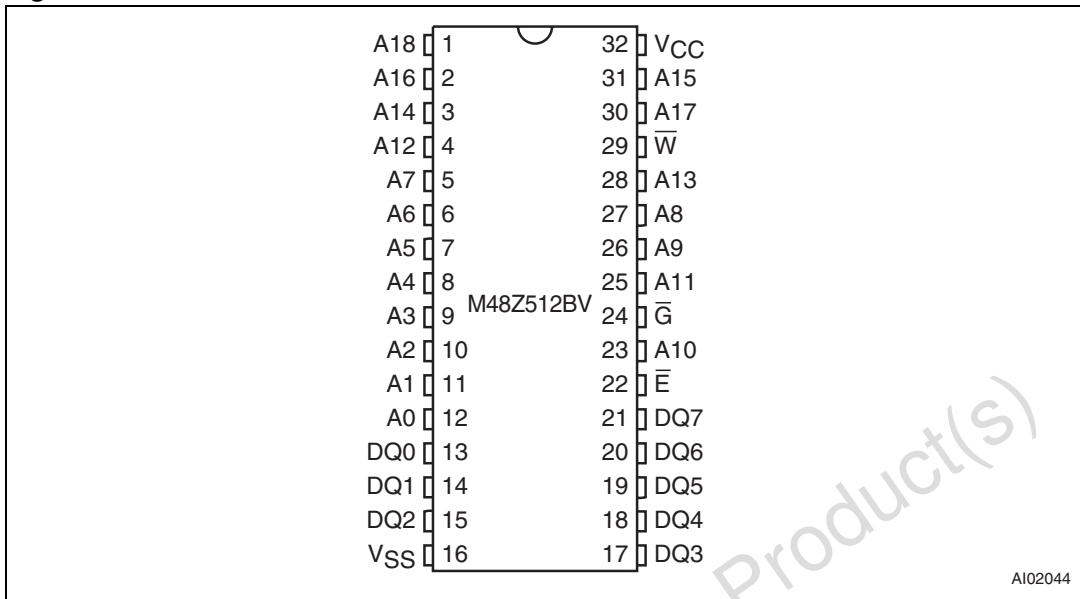 A18 1 32 VCC
A16 2 31 A15
A14 3 30 A17
A12 4 29 W̅
A7 5 28 A13
A6 6 27 A8
A5 7 26 A9
A4 8 25 A11
M48Z512BV
A3 9 24 G̅
A2 10 23 A10
A1 11 22 E̅
A0 12 21 DQ7
DQ0 13 20 DQ6
DQ1 14 19 DQ5
DQ2 15 18 DQ4
VSS 16 17 DQ3
Product(s)
AI02044